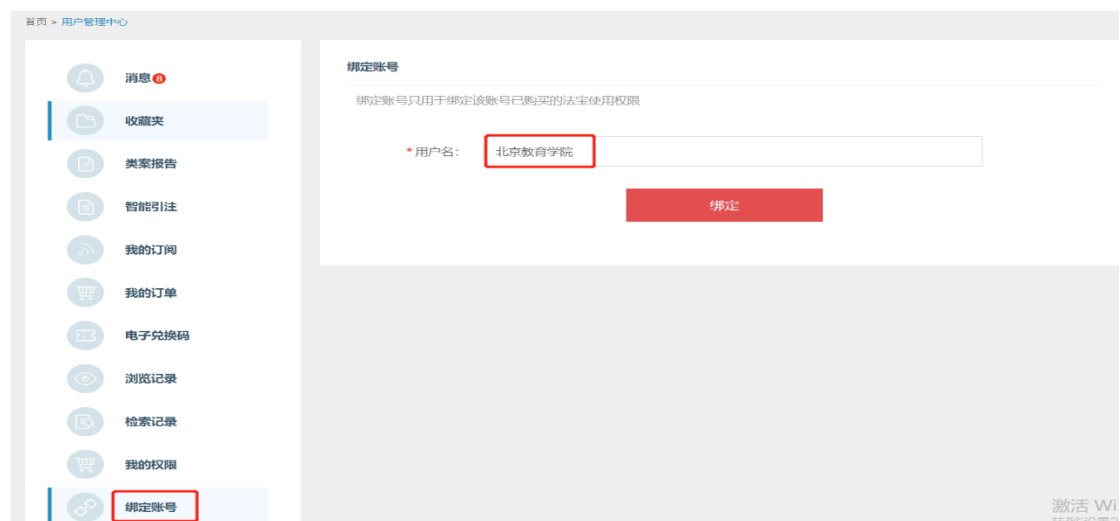 首页 > 用户管理中心
消息 8
收藏夹
类案报告
智能引注
我的订阅
我的订单
电子兑换码
浏览记录
检索记录
我的权限
绑定账号
绑定账号
绑定账号只用于绑定该账号已购买的法宝使用权限
*用户名： 北京教育学院
绑定
激活 Wi